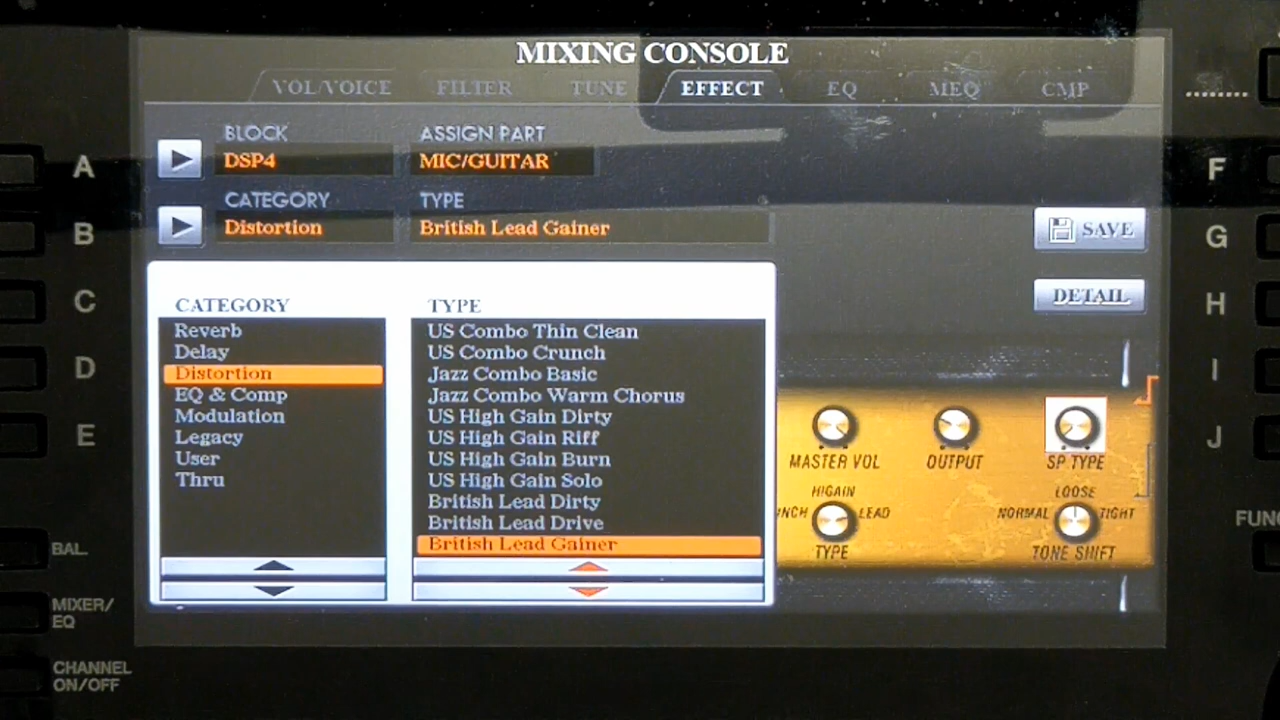 MIXING CONSOLE
VOL/VOICE FILTER TUNE EFFECT EQ MEQ CMP
BLOCK ASSIGN PART
A DSP4 MIC/GUITAR F
CATEGORY TYPE
B Distortion British Lead Gainer SAVE G
CATEGORY TYPE DETAIL
C H
Reverb US Combo Thin Clean
Delay US Combo Crunch
D Distortion Jazz Combo Basic I
EQ & Comp Jazz Combo Warm Chorus
Modulation US High Gain Dirty
E Legacy US High Gain Riff J
User US High Gain Burn MASTER VOL OUTPUT SP TYPE
Thru US High Gain Solo
British Lead Dirty HIGAIN LOOSE
British Lead Drive LEAD NORMAL TIGHT
British Lead Gainer TYPE TONE SHIFT
BAL.
MIXER/
EQ
CHANNEL
ON/OFF